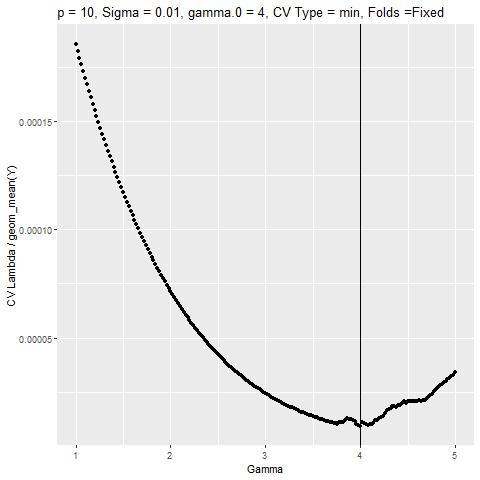 p = 10, Sigma = 0.01, gamma.0 = 4, CV Type = min, Folds =Fixed
CV Lambda / geom_mean(Y)
0.00015
0.00010
0.00005
1 2 3 4 5
Gamma